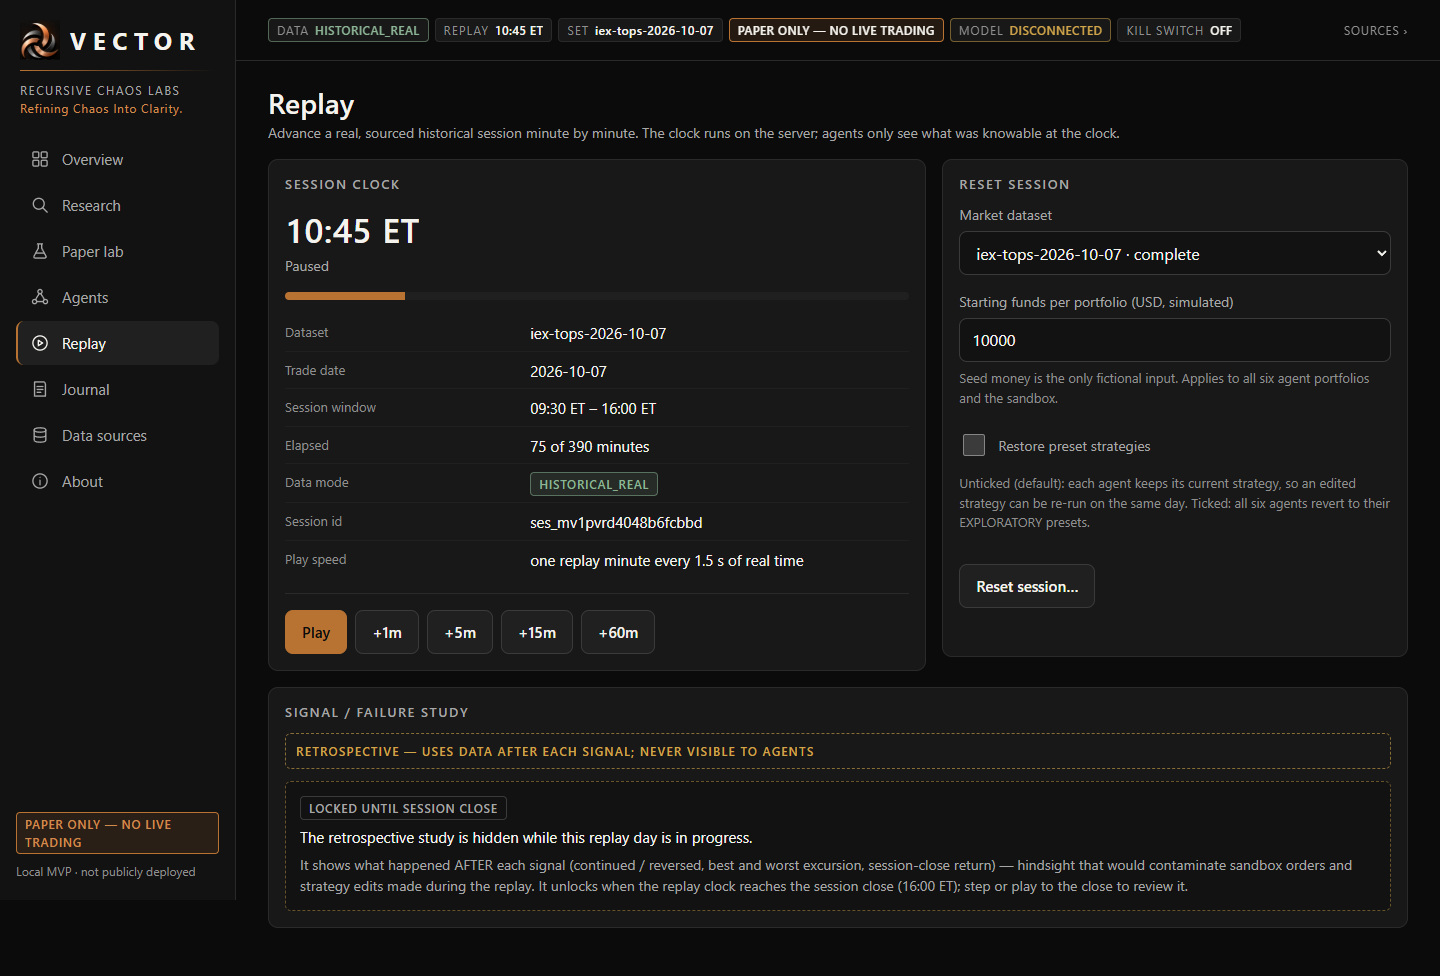 VECTOR
RECURSIVE CHAOS LABS
Refining Chaos Into Clarity.
Overview
Research
Paper lab
Agents
Replay
Journal
Data sources
About
PAPER ONLY — NO LIVE
TRADING
Local MVP · not publicly deployed
DATA HISTORICAL_REAL
REPLAY 10:45 ET
SET iex-tops-2026-10-07
PAPER ONLY — NO LIVE TRADING
MODEL DISCONNECTED
KILL SWITCH OFF
SOURCES ›
Replay
Advance a real, sourced historical session minute by minute. The clock runs on the server; agents only see what was knowable at the clock.
SESSION CLOCK
10:45 ET
Paused
Dataset iex-tops-2026-10-07
Trade date 2026-10-07
Session window 09:30 ET – 16:00 ET
Elapsed 75 of 390 minutes
Data mode HISTORICAL_REAL
Session id ses_mv1pvrd4048b6fcbbd
Play speed one replay minute every 1.5 s of real time
Play +1m +5m +15m +60m
RESET SESSION
Market dataset
iex-tops-2026-10-07 · complete
Starting funds per portfolio (USD, simulated)
10000
Seed money is the only fictional input. Applies to all six agent portfolios
and the sandbox.
Restore preset strategies
Unticked (default): each agent keeps its current strategy, so an edited
strategy can be re-run on the same day. Ticked: all six agents revert to their
EXPLORATORY presets.
Reset session...
SIGNAL / FAILURE STUDY
RETROSPECTIVE — USES DATA AFTER EACH SIGNAL; NEVER VISIBLE TO AGENTS
LOCKED UNTIL SESSION CLOSE
The retrospective study is hidden while this replay day is in progress.
It shows what happened AFTER each signal (continued / reversed, best and worst excursion, session-close return) — hindsight that would contaminate sandbox orders and
strategy edits made during the replay. It unlocks when the replay clock reaches the session close (16:00 ET); step or play to the close to review it.